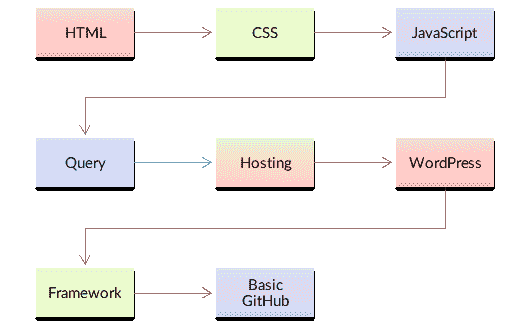 HTML
CSS
JavaScript
Query
Hosting
WordPress
Framework
Basic
GitHub